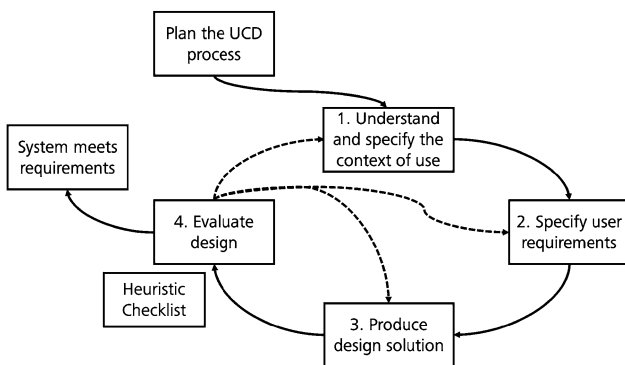 Plan the UCD
process
1. Understand
and specify the
context of use
System meets
requirements
4. Evaluate
design
2. Specify user
requirements
Heuristic
Checklist
3. Produce
design solution